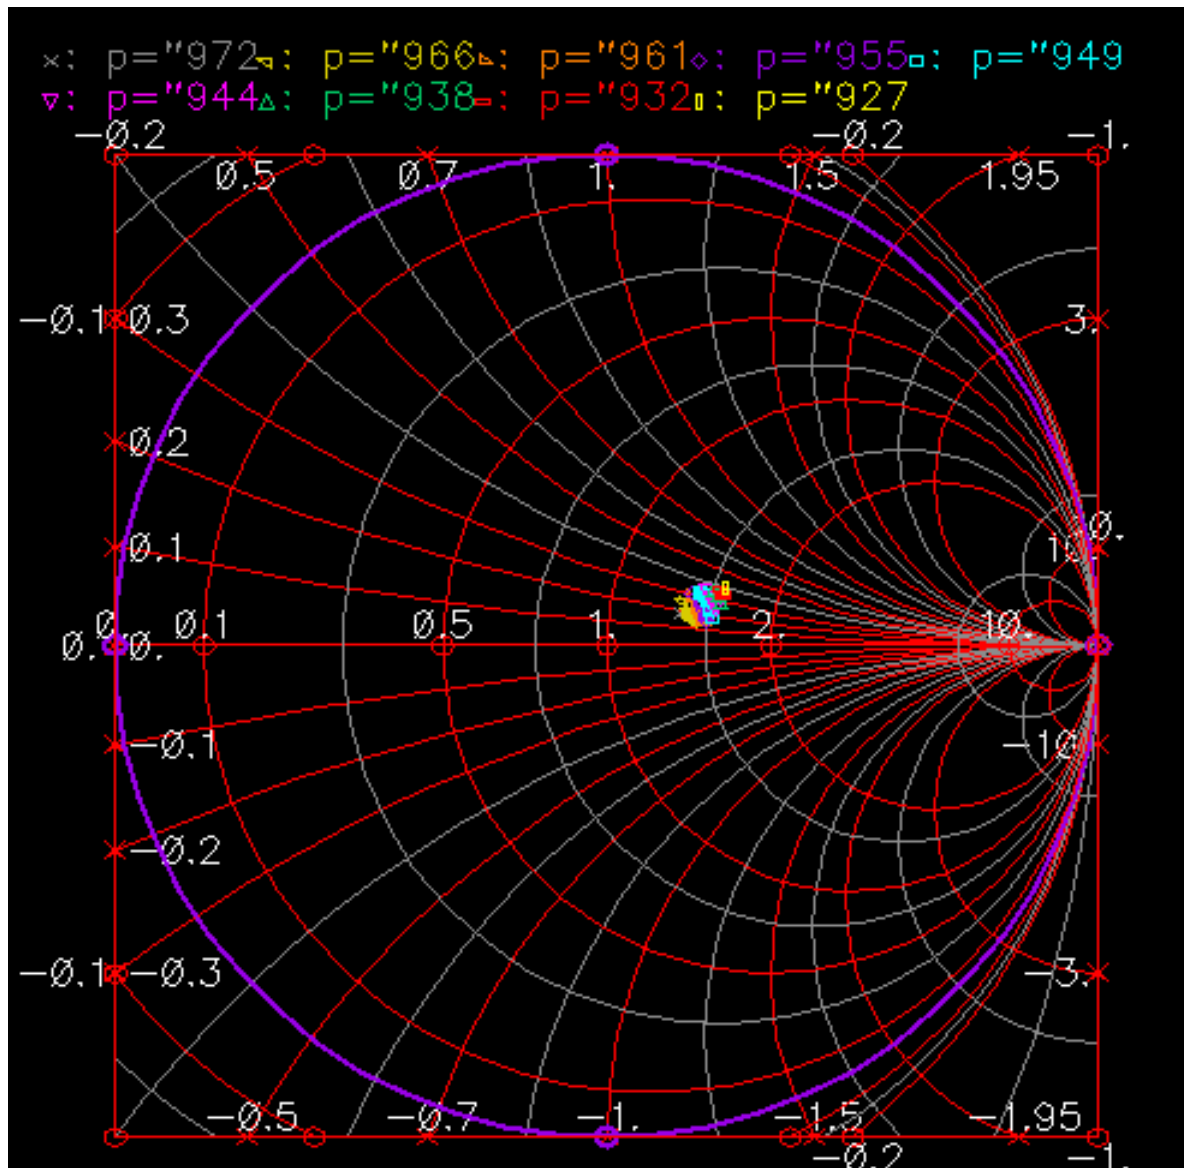 ×: p="972 ◥: p="966 ◣: p="961 ◇: p="955 □: p="949
▽: p="944 △: p="938 ▭: p="932 ▯: p="927
-0.2 -0.2 -1.
0.5 0.7 1. 1.5 1.95
-0.1 0.3 3.
0.2
0.1 10. 0.
0. 0.1 0.5 1. 2. 10.
0. 0.
-0.1 -10.
-0.2
-0.1 -0.3 -3.
-0.5 -0.7 -1. -1.5 -1.95
-0.2 -1.